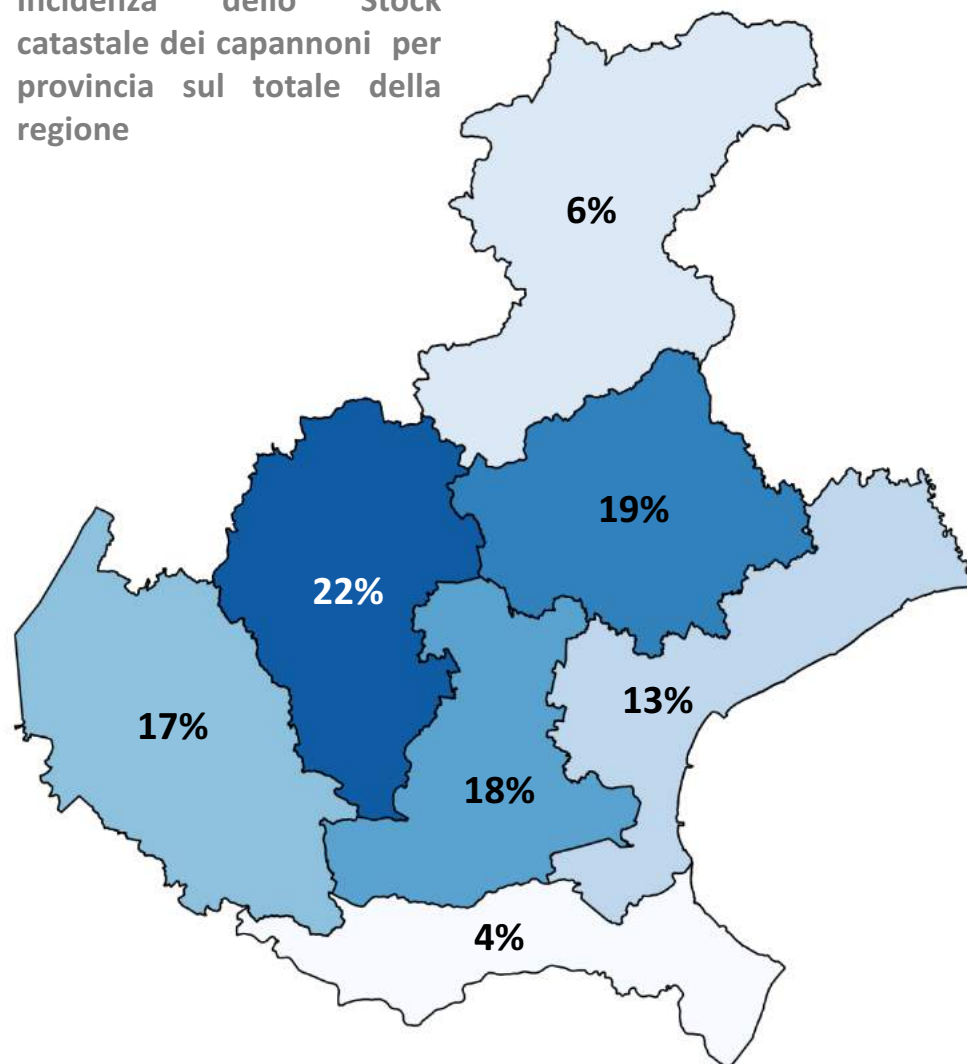 incidenza dello Stock
catastale dei capannoni per
provincia sul totale della
regione
6%
19%
22%
13%
17%
18%
4%